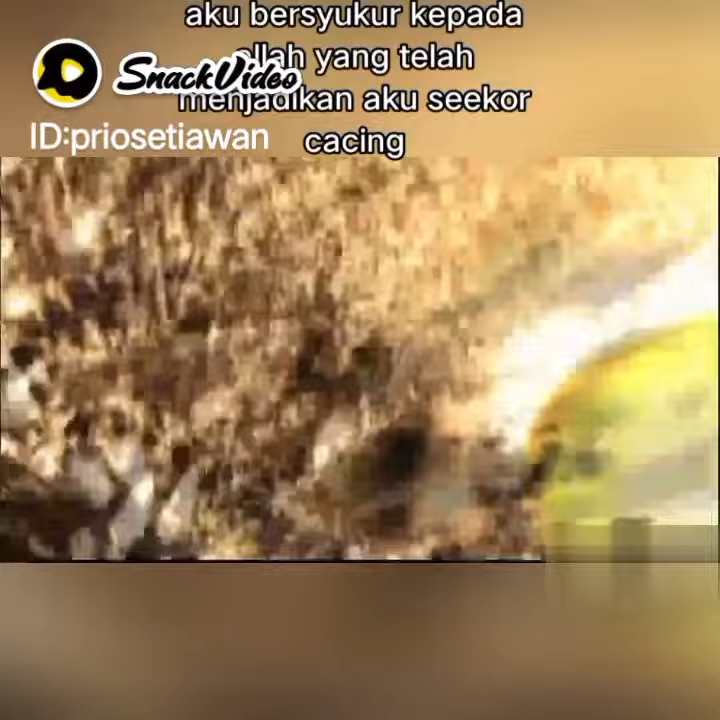 aku bersyukur kepada
allah yang telah
SnackVideo
menjadikan aku seekor
ID:priosetiawan
cacing